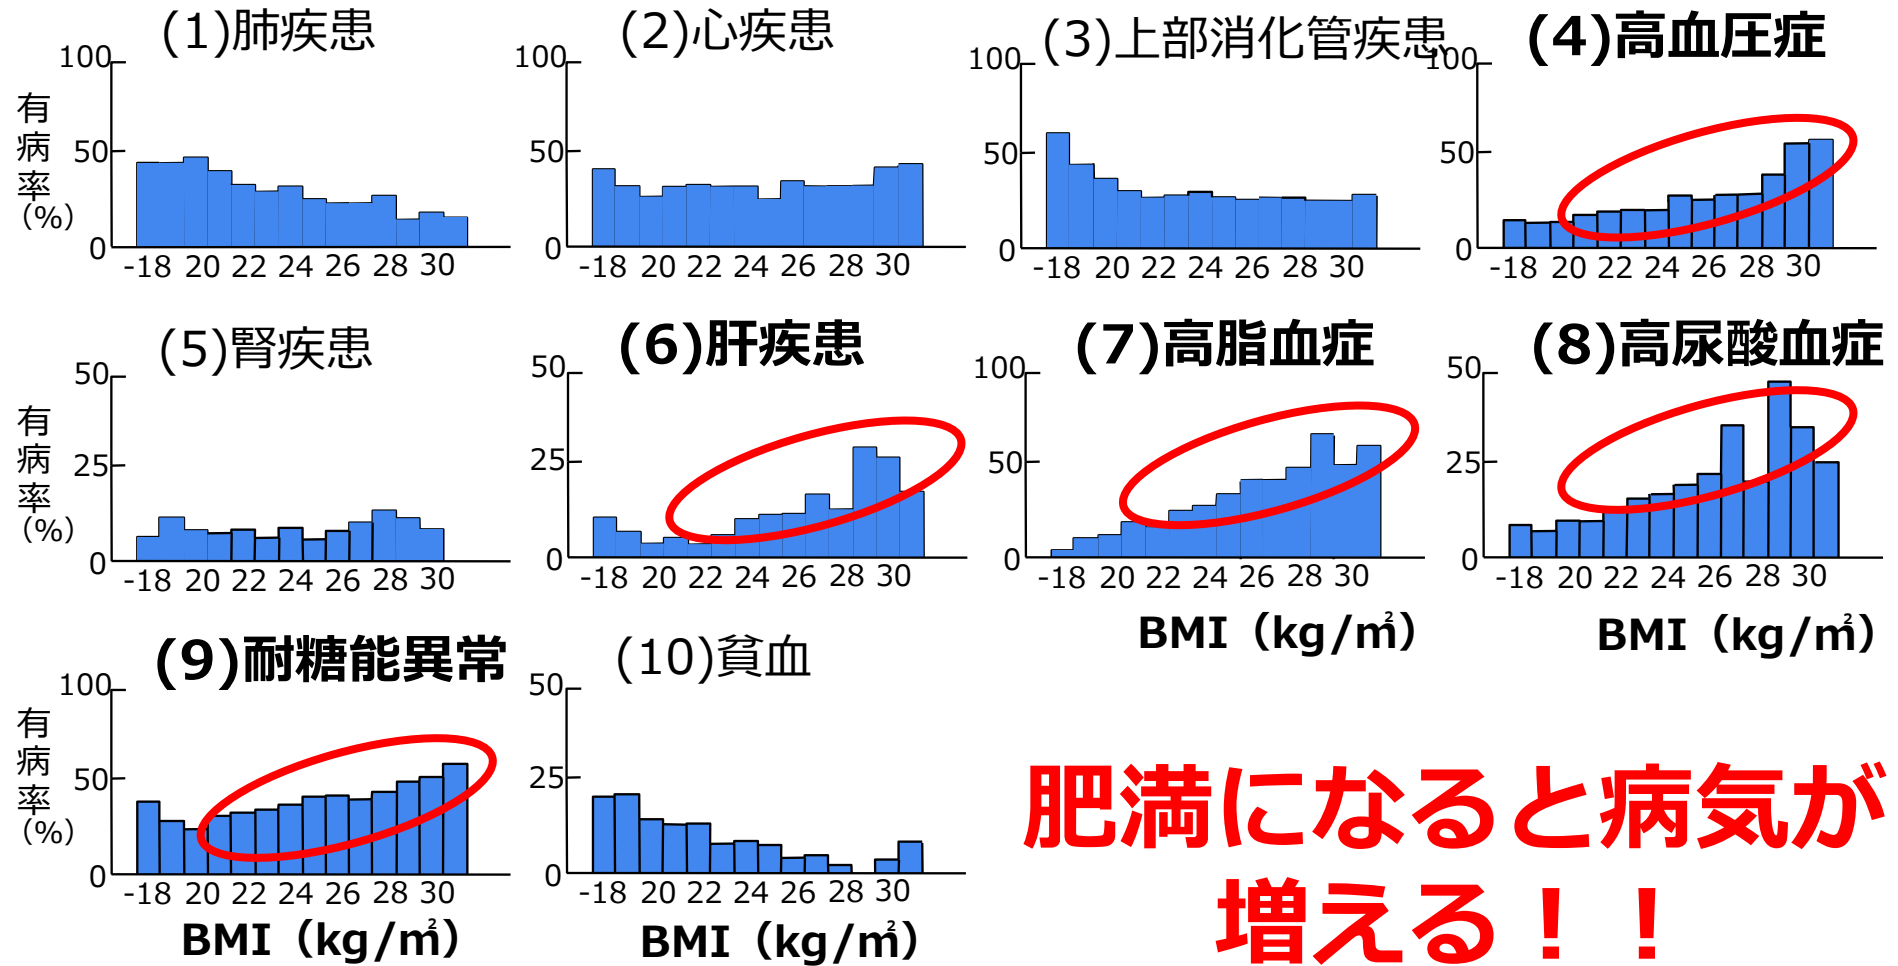 (1)肺疾患
100
50
0
有病率(%)
-18 20 22 24 26 28 30
(2)心疾患
100
50
0
-18 20 22 24 26 28 30
(3)上部消化管疾患
100
50
0
-18 20 22 24 26 28 30
(4)高血圧症
100
50
0
-18 20 22 24 26 28 30
(5)腎疾患
50
25
0
有病率(%)
-18 20 22 24 26 28 30
(6)肝疾患
50
25
0
-18 20 22 24 26 28 30
(7)高脂血症
100
50
0
-18 20 22 24 28 30
BMI（kg/㎡）
(8)高尿酸血症
50
25
0
-18 20 22 24 26 28 30
BMI（kg/㎡）
(9)耐糖能異常
100
50
0
有病率(%)
-18 20 22 24 26 28 30
BMI（kg/㎡）
(10)貧血
50
25
0
-18 20 22 24 26 28 30
BMI（kg/㎡）
肥満になると病気が
増える！！